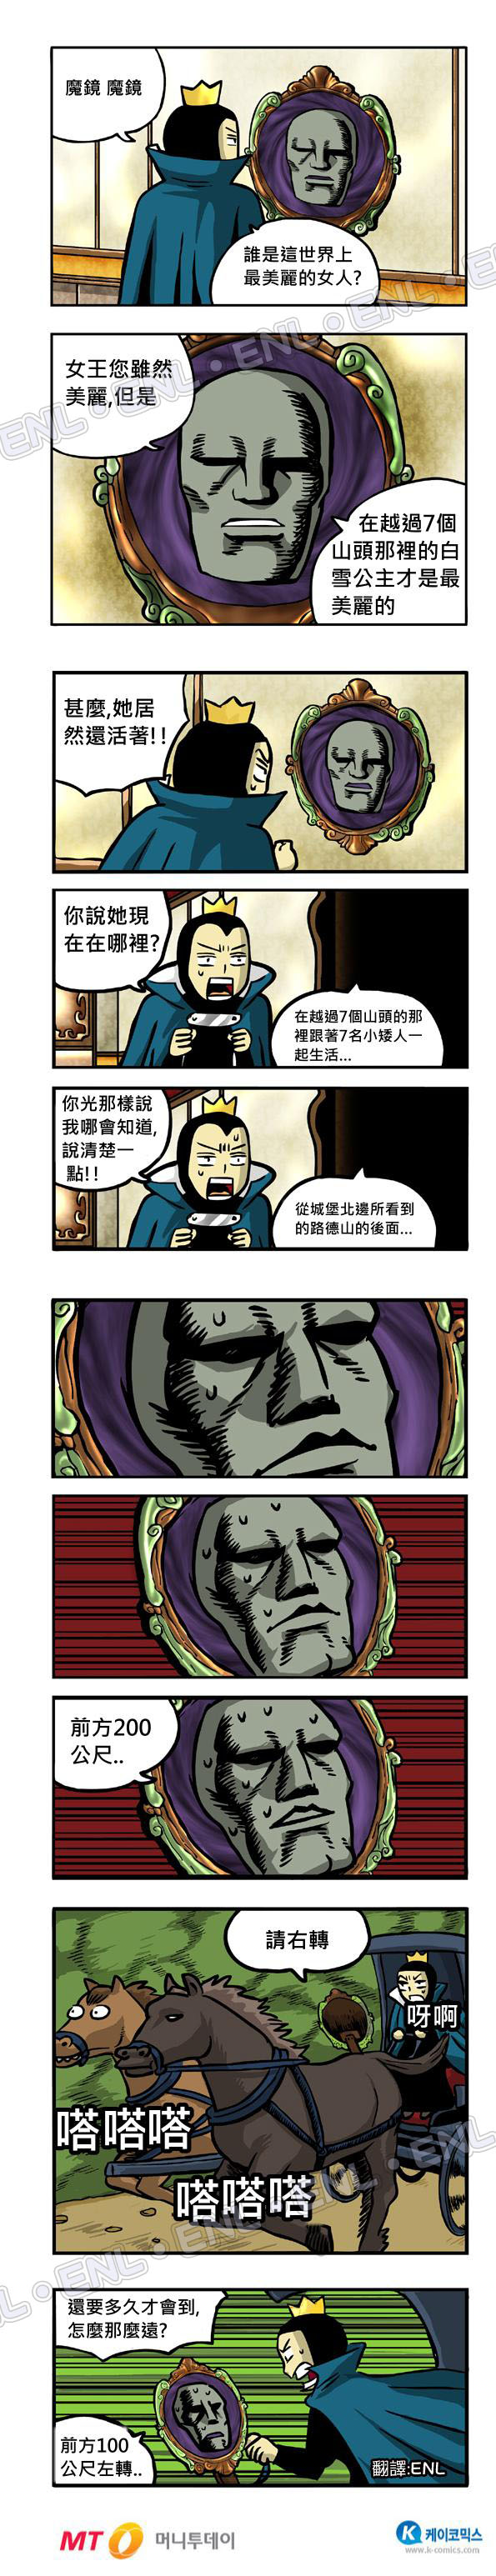 魔鏡 魔鏡
誰是這世界上
最美麗的女人?
女王您雖然
美麗,但是
在越過7個
山頭那裡的白
雪公主才是最
美麗的
甚麼,她居
然還活著!!
你說她現
在在哪裡?
在越過7個山頭的那
裡跟著7名小矮人一
起生活...
你光那樣說
我哪會知道,
說清楚一
點!!
從城堡北邊所看到
的路德山的後面...
前方200
公尺..
請右轉
呀啊
嗒嗒嗒
嗒嗒嗒
還要多久才會到,
怎麼那麼遠?
前方100
公尺左轉..
翻譯:ENL
MT 머니투데이
K 케이코믹스
www.k-comics.com
ENL • ENL • ENL • ENL
ENL • ENL • ENL • ENL